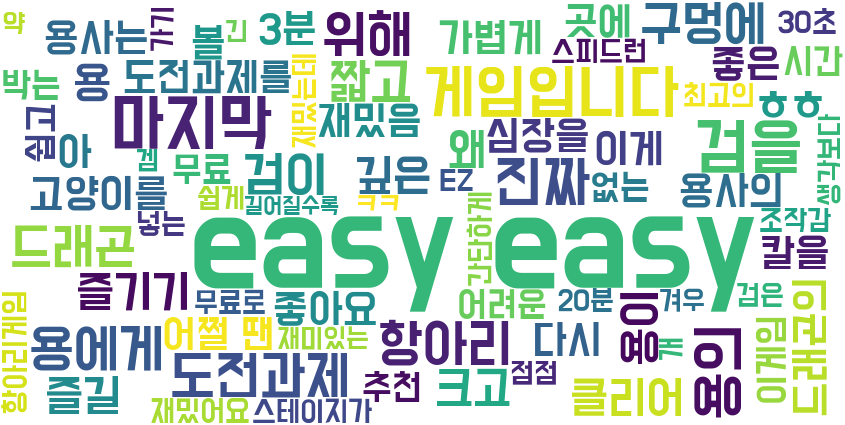 약
용사는
가기
볼
긴
3분
위해
가볍게
곳에
구멍에
30초
박는
용
도전과제를
재밌는데
짧고
게임입니다
스피드런
좋은
시간
최고의
ㅎㅎ
쉽고
아
마지막
겜
무료
재밌음
왜
심장을
이게
검을
생각보다
고양이를
쉽게
검이
깊은
EZ
진짜
없는
용사의
넣는
길어질수록
ㅋㅋ
간단하게
조작감
드래곤
easy easy
칼을
즐기기
무료로
좋아요
어려운
20분
겨우
검은
항아리게임
용에게
어쩔 땐
재미있는
항아리
다시
용이
개
용의
이게임
드래곤의
즐길
도전과제
추천
크고
점점
클리어
재밌어요
스테이지가